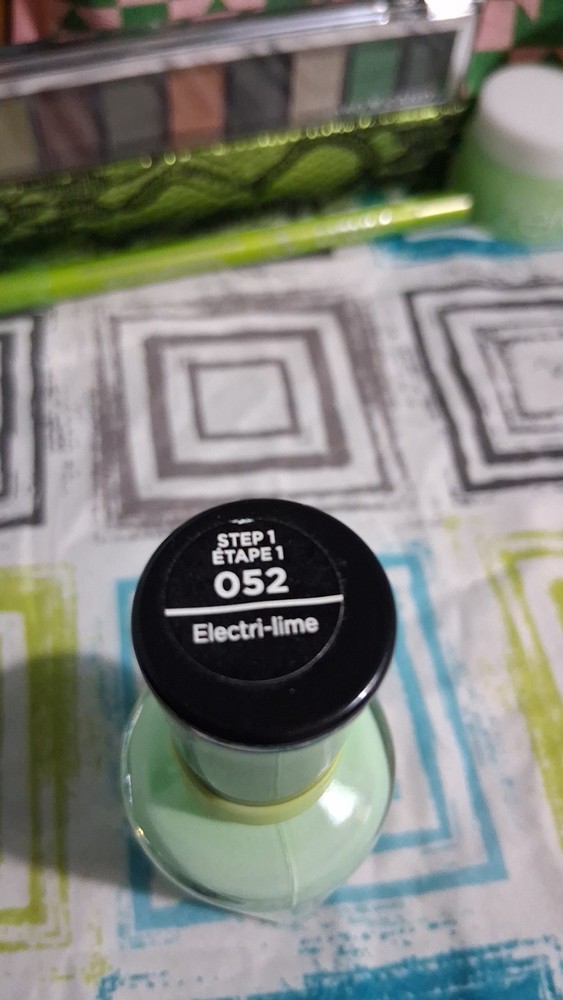 STEP 1
ÉTAPE 1
052
Electri-lime